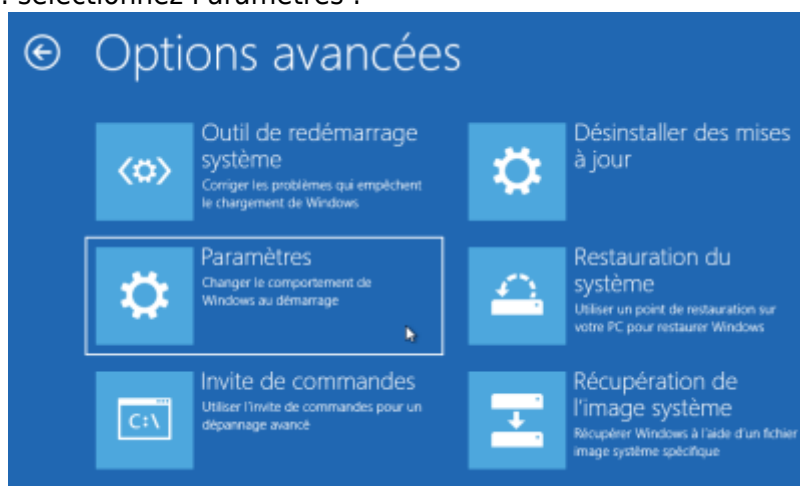 : sélectionnez Paramètres :
Options avancées
Outil de redémarrage
système
Corriger les problèmes qui empêchent
le chargement de Windows
Désinstaller des mises
à jour
Paramètres
Changer le comportement de
Windows au démarrage
Restauration du
système
Utiliser un point de restauration sur
votre PC pour restaurer Windows
Invite de commandes
Utiliser l'invite de commandes pour un
dépannage avancé
C:\
Récupération de
l'image système
Récupérer Windows à l'aide d'un fichier
image système spécifique